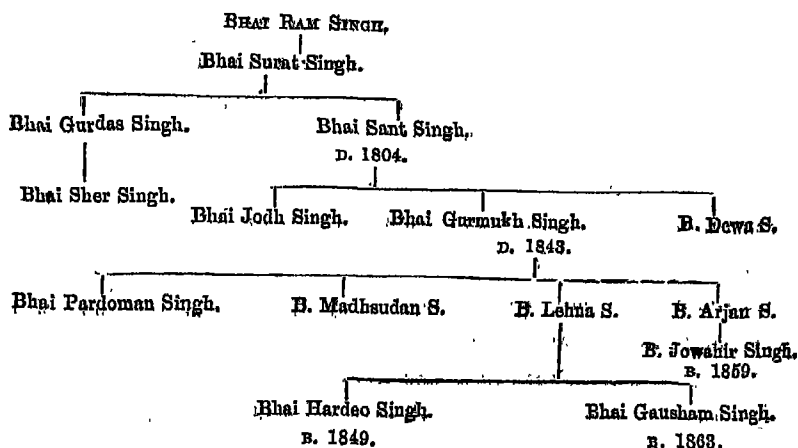 BHAI RAM SINGH.
Bhai Surat Singh.
Bhai Gurdas Singh. Bhai Sant Singh,
D. 1804.
Bhai Sher Singh.
Bhai Jodh Singh. Bhai Gurmukh Singh. B. Dewa S.
D. 1843.
Bhai Pardoman Singh. B. Madhsudan S. B. Lehna S. B. Arjan S.
B. Jowahir Singh.
B. 1859.
Bhai Hardeo Singh. Bhai Gausham Singh.
B. 1849. B. 1863.